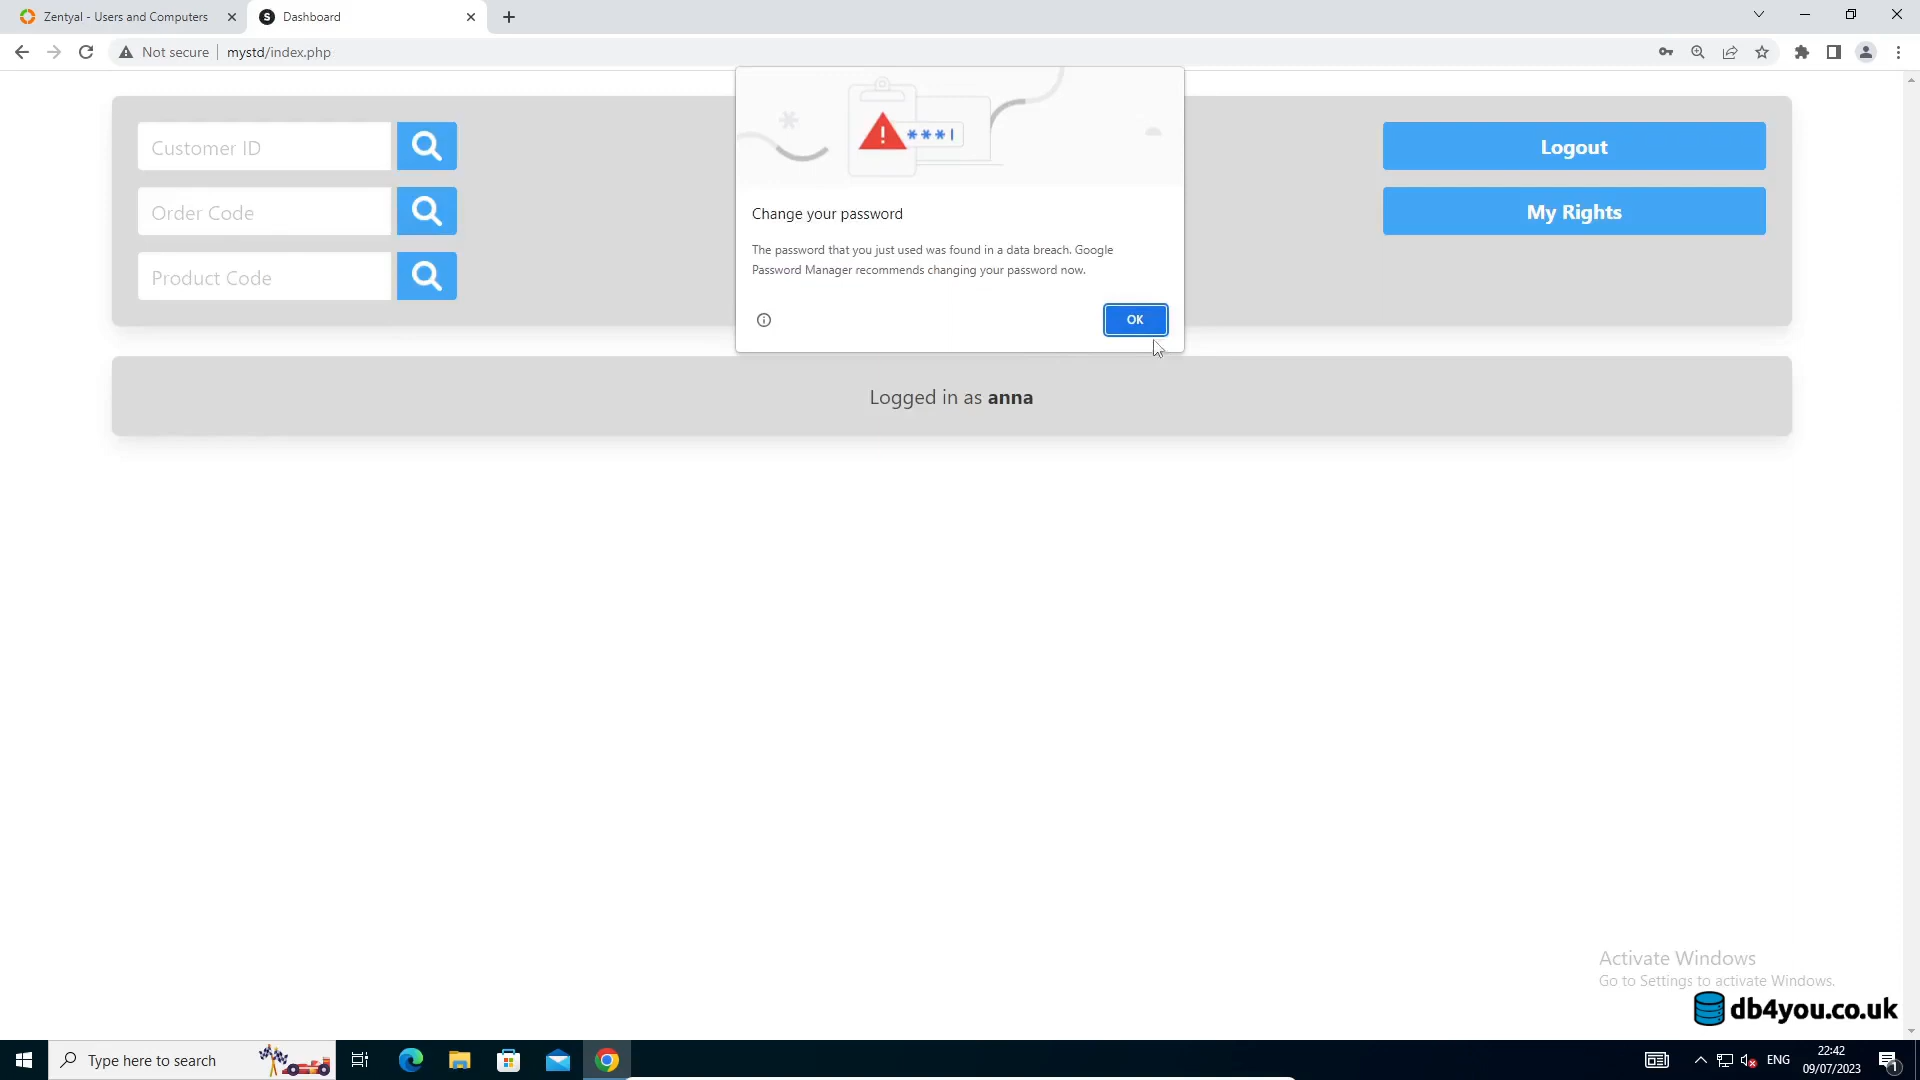 Zentyal - Users and Computers
Dashboard
Not secure
mystd/index.php
Customer ID
Order Code
Product Code
***
Change your password
The password that you just used was found in a data breach. Google
Password Manager recommends changing your password now.
OK
Logout
My Rights
Logged in as anna
Activate Windows
Go to Settings to activate Windows.
db4you.co.uk
Type here to search
ENG
22:42
09/07/2023
1